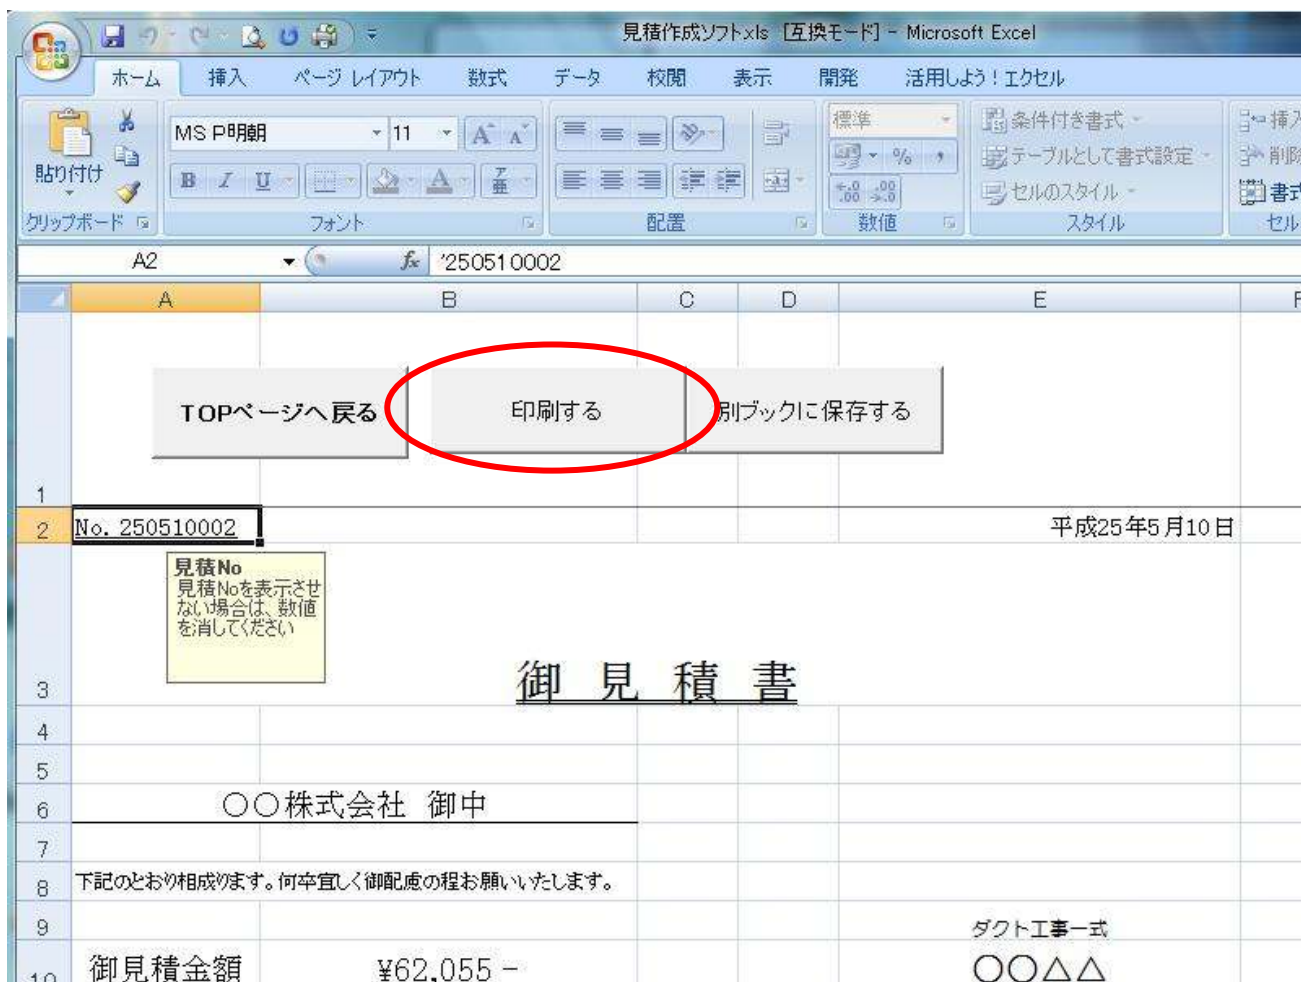 見積作成ソフト.xls [互換モード] - Microsoft Excel
ホーム 挿入 ページ レイアウト 数式 データ 校閲 表示 開発 活用しよう！エクセル
貼り付け
MS P明朝 11
B I U
標準
%
条件付き書式
テーブルとして書式設定
セルのスタイル
挿入
削除
書式
クリップボード フォント 配置 数値 スタイル セル
A2 fx '250510002
A B C D E F
TOPページへ戻る 印刷する 別ブックに保存する
1
2 No. 250510002 平成25年5月10日
見積No
見積Noを表示させ
ない場合は、数値
を消してください
3 御 見 積 書
4
5
6 〇〇株式会社 御中
7
8 下記のとおり相成ります。何卒宜しく御配慮の程お願いいたします。
9 ダクト工事一式
10 御見積金額 ¥62,055 − 〇〇△△